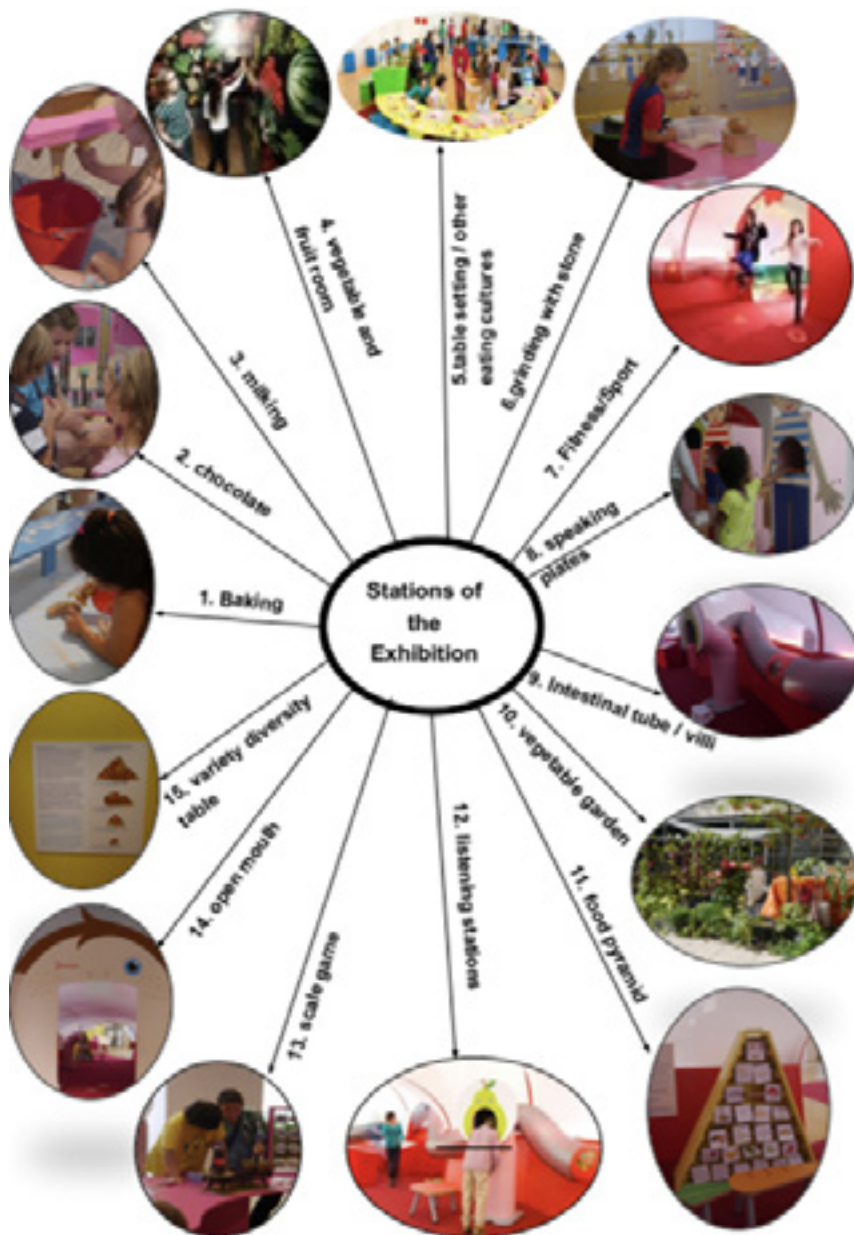 Stations of
the
Exhibition
1. Baking
2. chocolate
3. milking
4. vegetable and
fruit room
5.table setting / other
eating cultures
6.grinding with stone
7. Fitness/Sport
8. speaking
plates
9. Intestinal tube / villi
10. vegetable garden
11. food pyramid
12. listening stations
13. scale game
14. open mouth
15. variety diversity
table